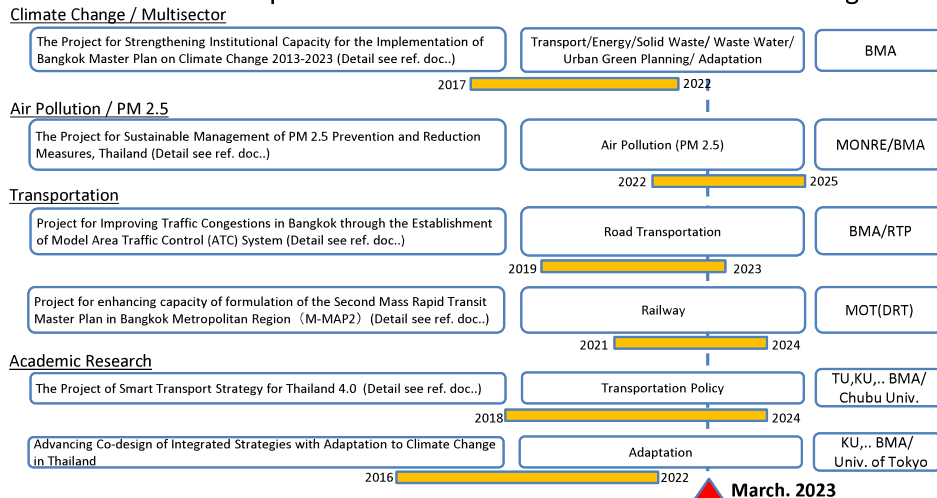 Climate Change / Multisector
The Project for Strengthening Institutional Capacity for the Implementation of
Bangkok Master Plan on Climate Change 2013-2023 (Detail see ref. doc..)
Transport/Energy/Solid Waste/ Waste Water/
Urban Green Planning/ Adaptation
BMA
2017
2022
Air Pollution / PM 2.5
The Project for Sustainable Management of PM 2.5 Prevention and Reduction
Measures, Thailand (Detail see ref. doc..)
Air Pollution (PM 2.5)
MONRE/BMA
2022
2025
Transportation
Project for Improving Traffic Congestions in Bangkok through the Establishment
of Model Area Traffic Control (ATC) System (Detail see ref. doc..)
Road Transportation
BMA/RTP
2019
2023
Project for enhancing capacity of formulation of the Second Mass Rapid Transit
Master Plan in Bangkok Metropolitan Region（M-MAP2）(Detail see ref. doc..)
Railway
MOT(DRT)
2021
2024
Academic Research
The Project of Smart Transport Strategy for Thailand 4.0 (Detail see ref. doc..)
Transportation Policy
TU,KU,.. BMA/
Chubu Univ.
2018
2024
Advancing Co-design of Integrated Strategies with Adaptation to Climate Change
in Thailand
Adaptation
KU,.. BMA/
Univ. of Tokyo
2016
2022
March. 2023